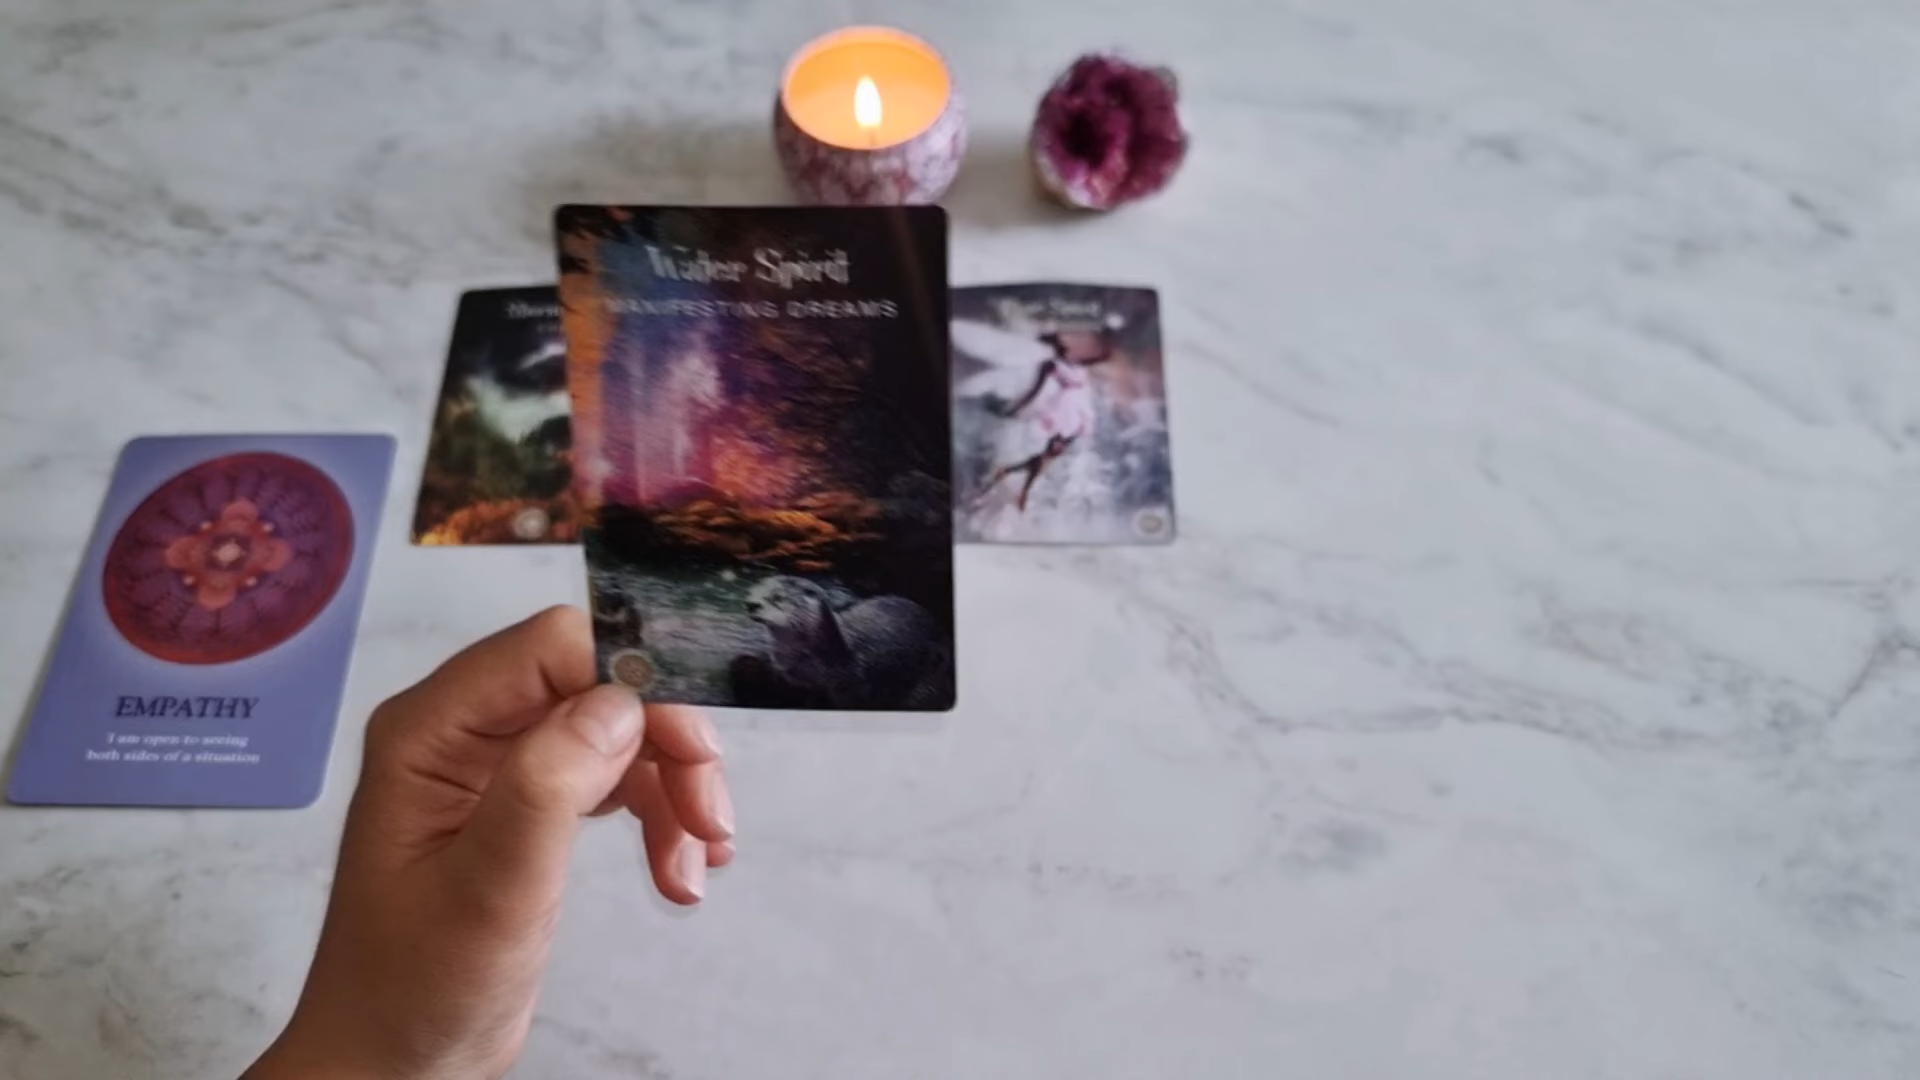 Water Spirit
MANIFESTING DREAMS
EMPATHY
I am open to seeing
both sides of a situation